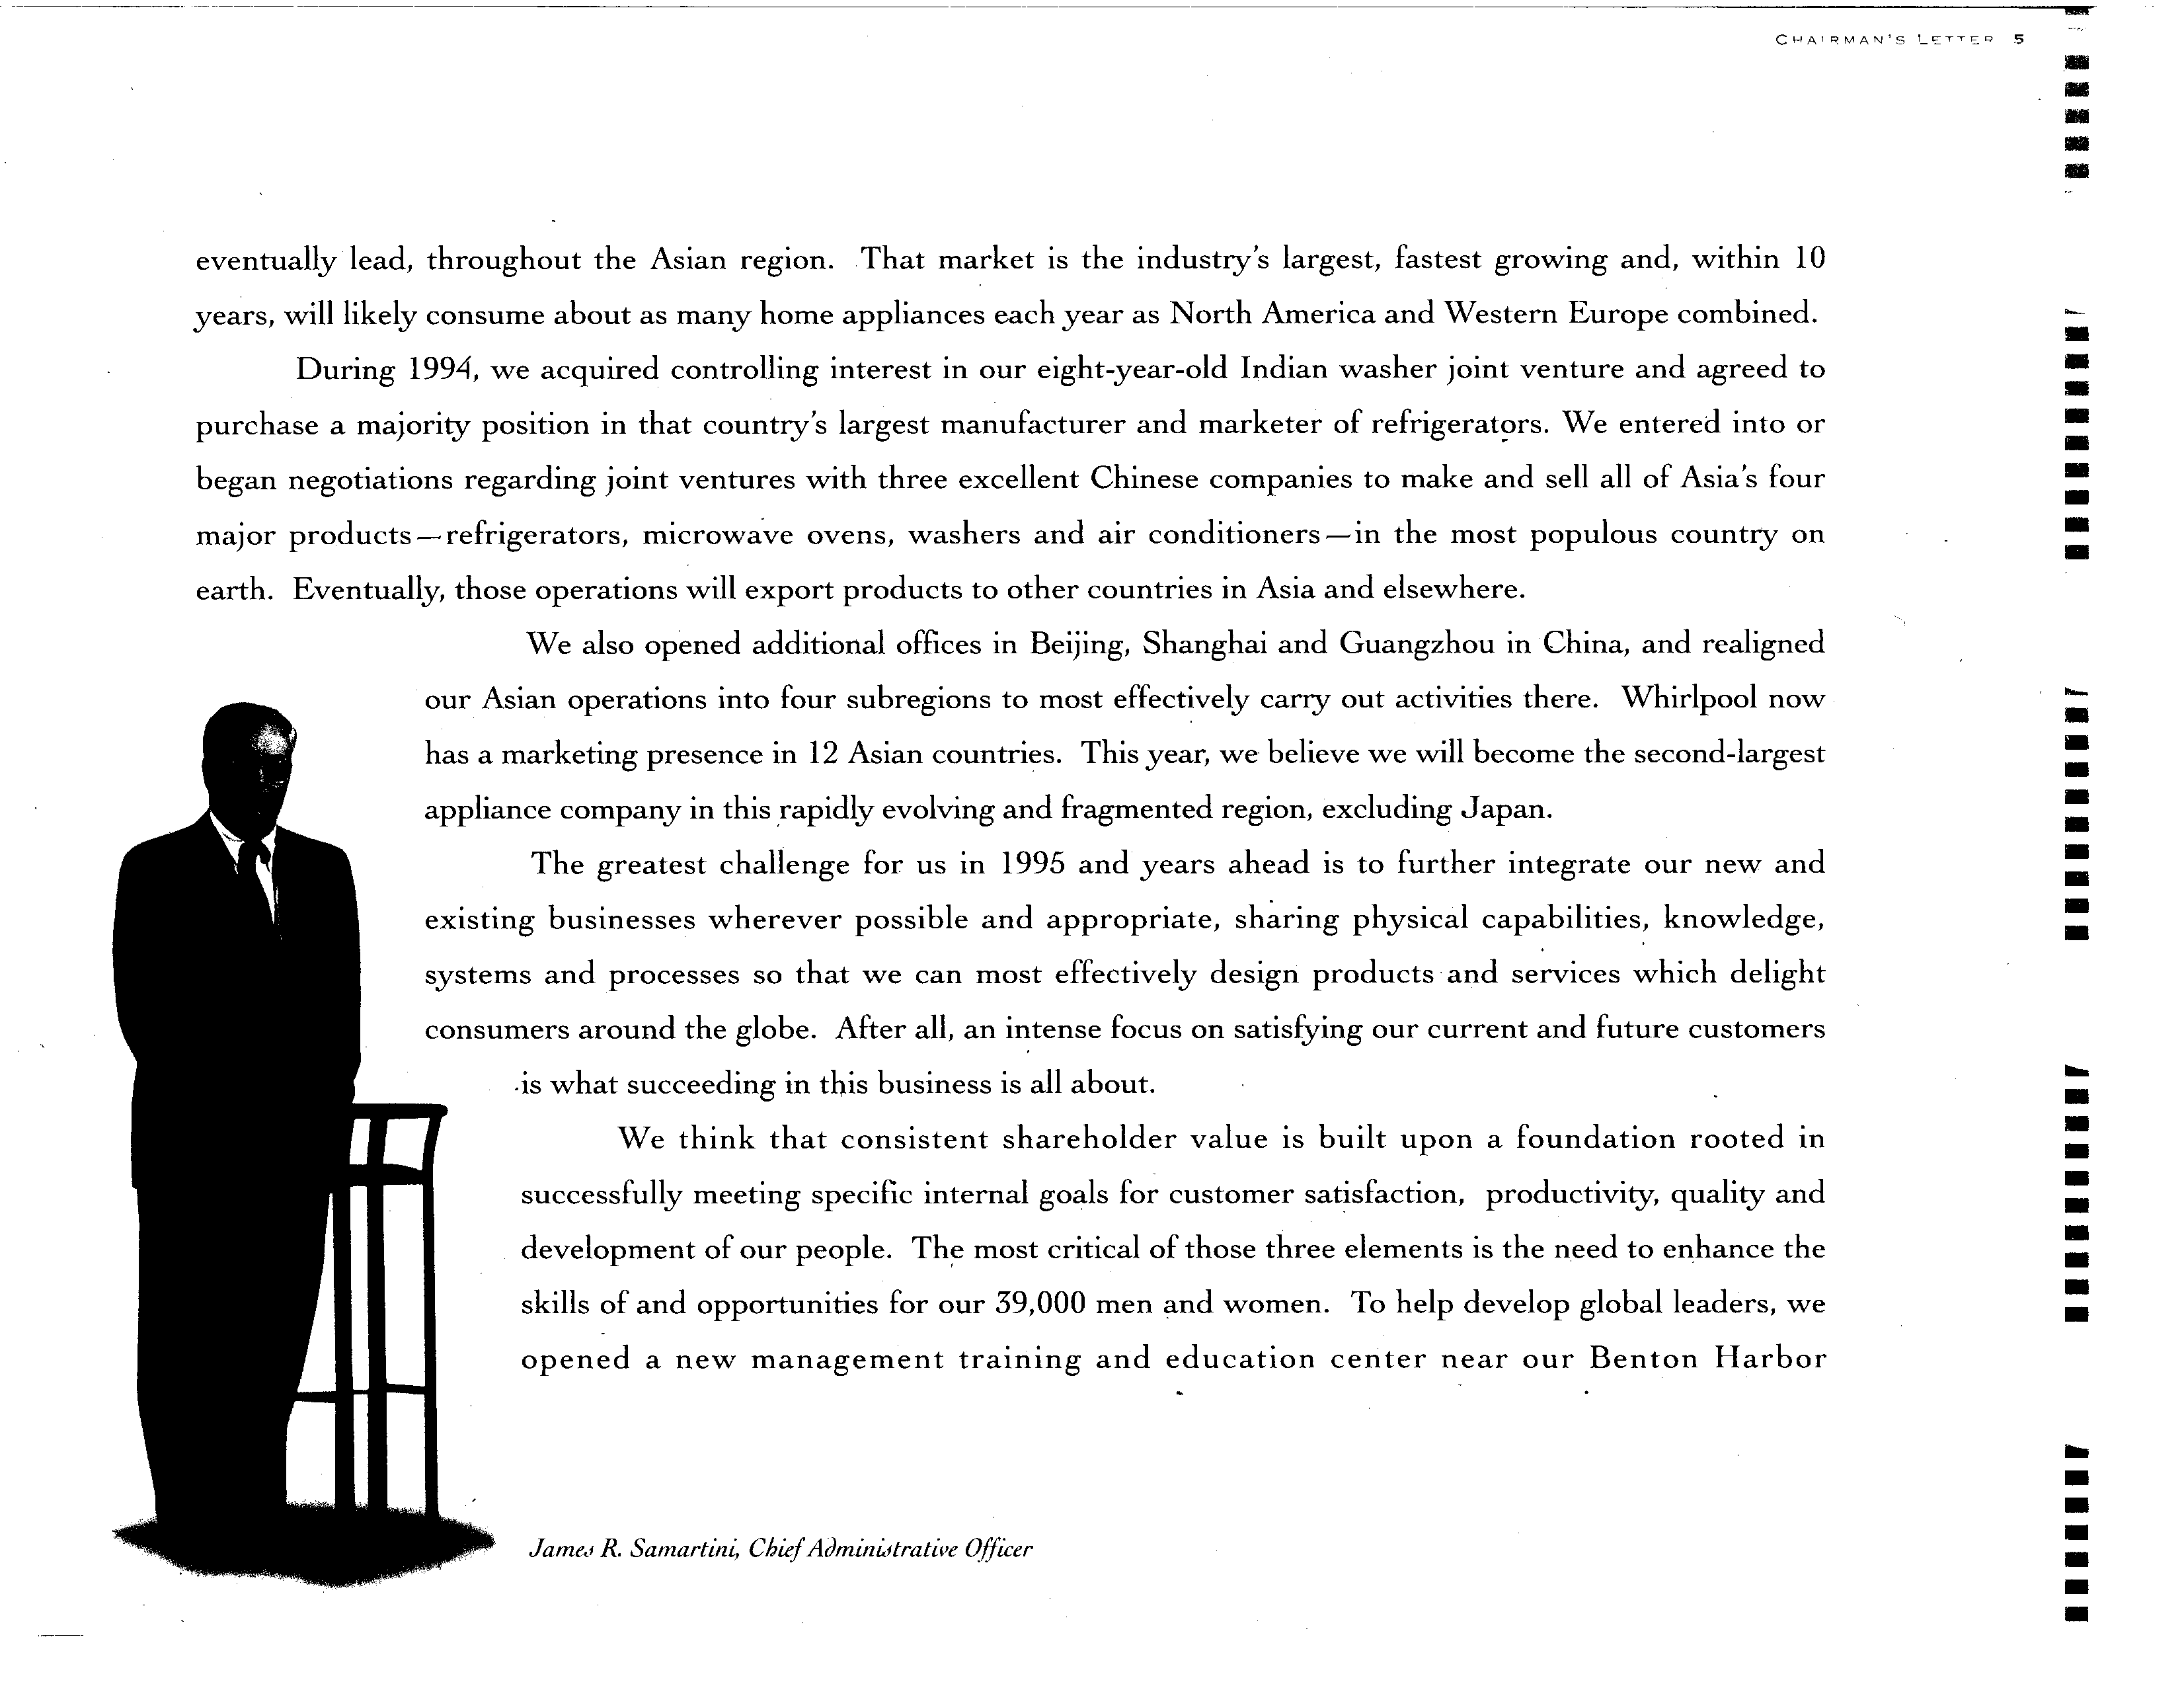 CHAIRMAN'S LETTER 5
eventually lead, throughout the Asian region. That market is the industry's largest, fastest growing and, within 10
years, will likely consume about as many home appliances each year as North America and Western Europe combined.
During 1994, we acquired controlling interest in our eight-year-old Indian washer joint venture and agreed to
purchase a majority position in that country's largest manufacturer and marketer of refrigerators. We entered into or
began negotiations regarding joint ventures with three excellent Chinese companies to make and sell all of Asia's four
major products—refrigerators, microwave ovens, washers and air conditioners—in the most populous country on
earth. Eventually, those operations will export products to other countries in Asia and elsewhere.
We also opened additional offices in Beijing, Shanghai and Guangzhou in China, and realigned
our Asian operations into four subregions to most effectively carry out activities there. Whirlpool now
has a marketing presence in 12 Asian countries. This year, we believe we will become the second-largest
appliance company in this rapidly evolving and fragmented region, excluding Japan.
The greatest challenge for us in 1995 and years ahead is to further integrate our new and
existing businesses wherever possible and appropriate, sharing physical capabilities, knowledge,
systems and processes so that we can most effectively design products and services which delight
consumers around the globe. After all, an intense focus on satisfying our current and future customers
is what succeeding in this business is all about.
We think that consistent shareholder value is built upon a foundation rooted in
successfully meeting specific internal goals for customer satisfaction, productivity, quality and
development of our people. The most critical of those three elements is the need to enhance the
skills of and opportunities for our 39,000 men and women. To help develop global leaders, we
opened a new management training and education center near our Benton Harbor
James R. Samartini, Chief Administrative Officer